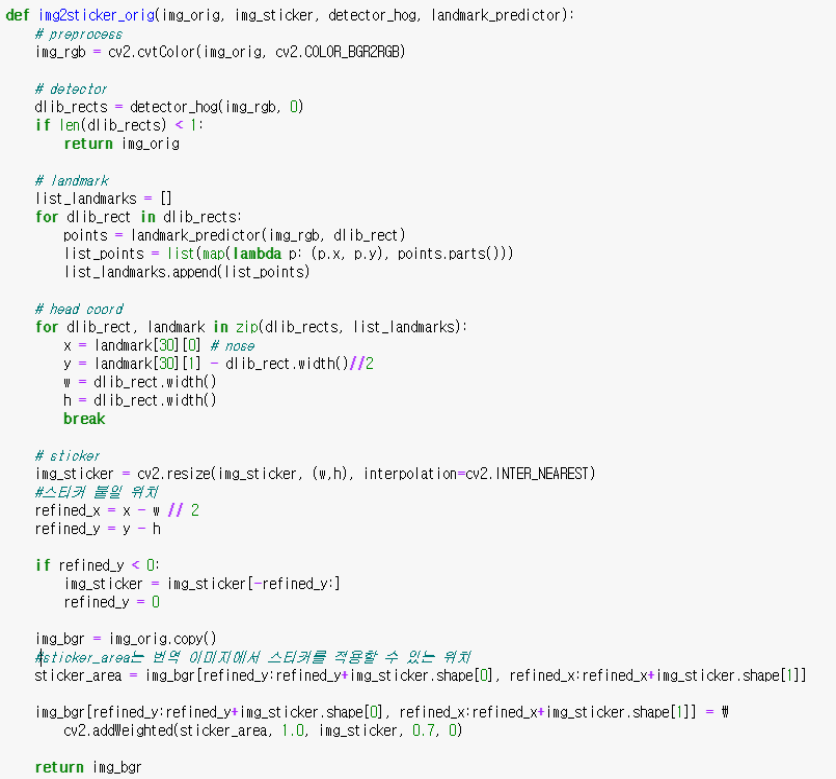 def img2sticker_orig(img_orig, img_sticker, detector_hog, landmark_predictor):
    # preprocess
    img_rgb = cv2.cvtColor(img_orig, cv2.COLOR_BGR2RGB)

    # detector
    dlib_rects = detector_hog(img_rgb, 0)
    if len(dlib_rects) < 1:
        return img_orig

    # landmark
    list_landmarks = []
    for dlib_rect in dlib_rects:
        points = landmark_predictor(img_rgb, dlib_rect)
        list_points = list(map(lambda p: (p.x, p.y), points.parts()))
        list_landmarks.append(list_points)

    # head coord
    for dlib_rect, landmark in zip(dlib_rects, list_landmarks):
        x = landmark[30][0] # nose
        y = landmark[30][1] - dlib_rect.width()//2
        w = dlib_rect.width()
        h = dlib_rect.width()
        break

    # sticker
    img_sticker = cv2.resize(img_sticker, (w,h), interpolation=cv2.INTER_NEAREST)
    #스티커 붙일 위치
    refined_x = x - w // 2
    refined_y = y - h

    if refined_y < 0:
        img_sticker = img_sticker[-refined_y:]
        refined_y = 0

    img_bgr = img_orig.copy()
    #sticker_area는 번역 이미지에서 스티커를 적용할 수 있는 위치
    sticker_area = img_bgr[refined_y:refined_y+img_sticker.shape[0], refined_x:refined_x+img_sticker.shape[1]]

    img_bgr[refined_y:refined_y+img_sticker.shape[0], refined_x:refined_x+img_sticker.shape[1]] = ₩
        cv2.addWeighted(sticker_area, 1.0, img_sticker, 0.7, 0)

    return img_bgr